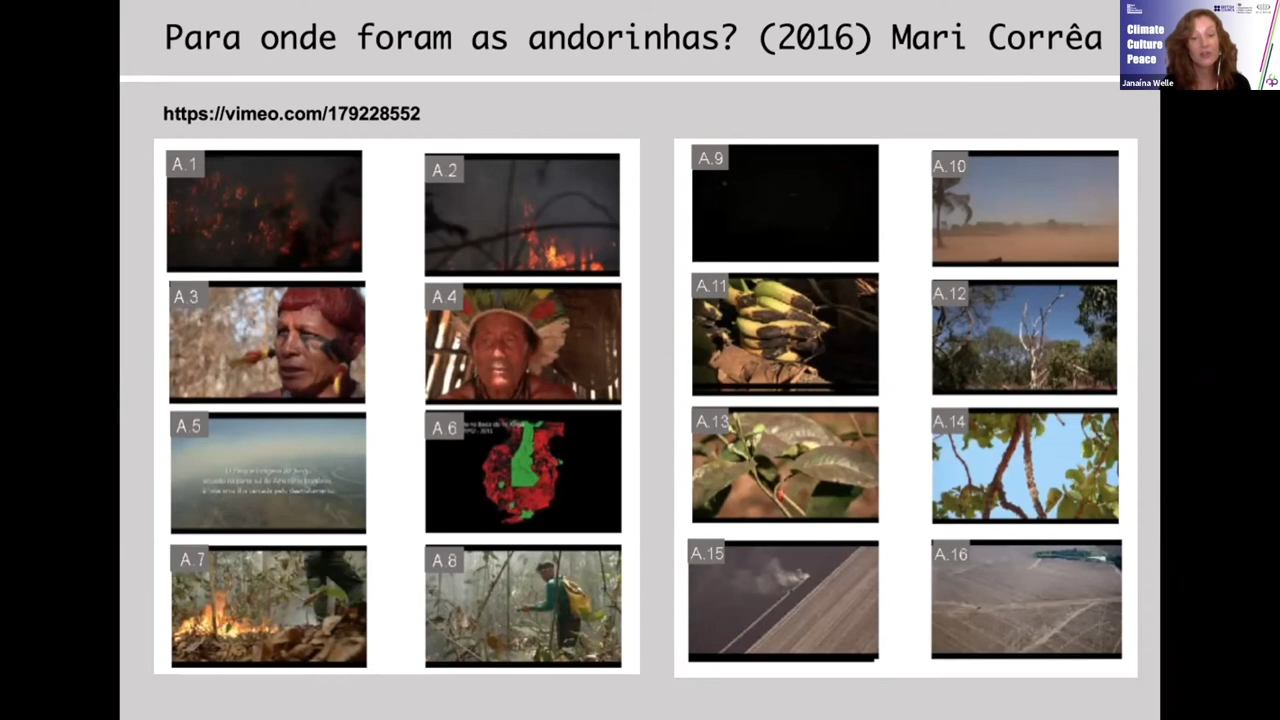 Para onde foram as andorinhas? (2016) Mari Corrêa
Climate
Culture
Peace
Janaína Welle
https://vimeo.com/179228552
A.1
A.2
A.3
A.4
A.5
A.6
A.7
A.8
A.9
A.10
A.11
A.12
A.13
A.14
A.15
A.16